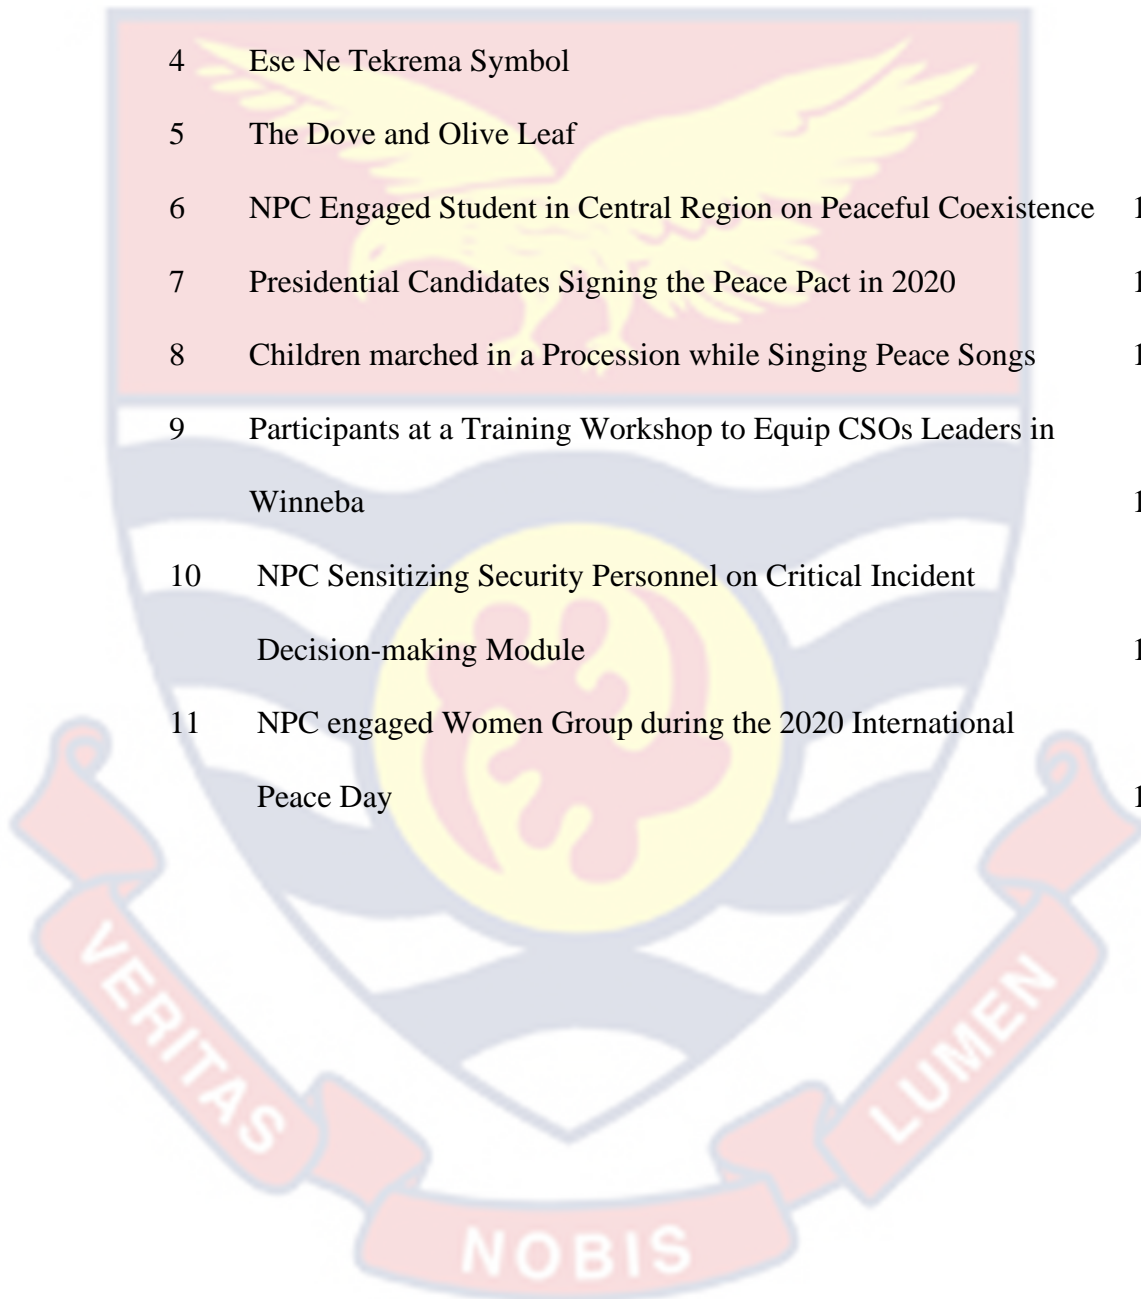 4 Ese Ne Tekrema Symbol
5 The Dove and Olive Leaf
6 NPC Engaged Student in Central Region on Peaceful Coexistence
7 Presidential Candidates Signing the Peace Pact in 2020
8 Children marched in a Procession while Singing Peace Songs
9 Participants at a Training Workshop to Equip CSOs Leaders in
Winneba
10 NPC Sensitizing Security Personnel on Critical Incident
Decision-making Module
11 NPC engaged Women Group during the 2020 International
Peace Day
VERITAS
NOBIS
LUMEN